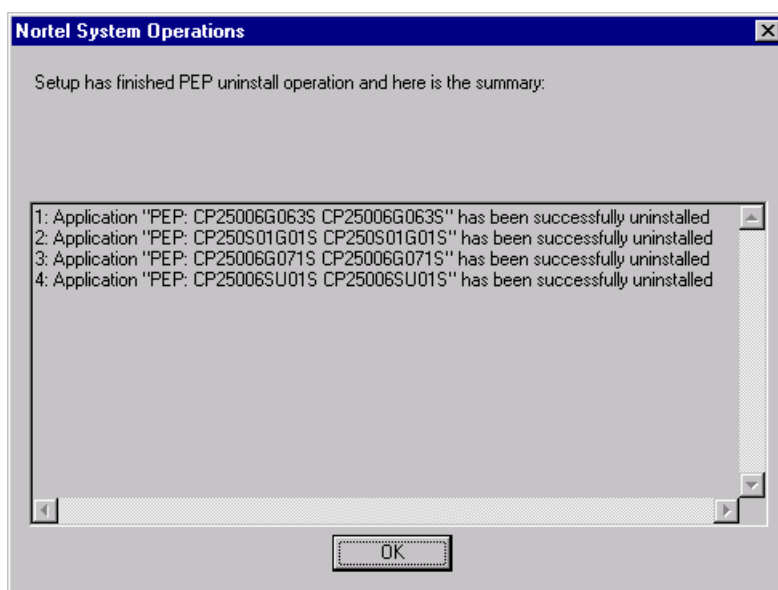 Nortel System Operations
Setup has finished PEP uninstall operation and here is the summary:
1: Application "PEP: CP25006G063S CP25006G063S" has been successfully uninstalled
2: Application "PEP: CP250S01G01S CP250S01G01S" has been successfully uninstalled
3: Application "PEP: CP25006G071S CP25006G071S" has been successfully uninstalled
4: Application "PEP: CP25006SU01S CP25006SU01S" has been successfully uninstalled
OK